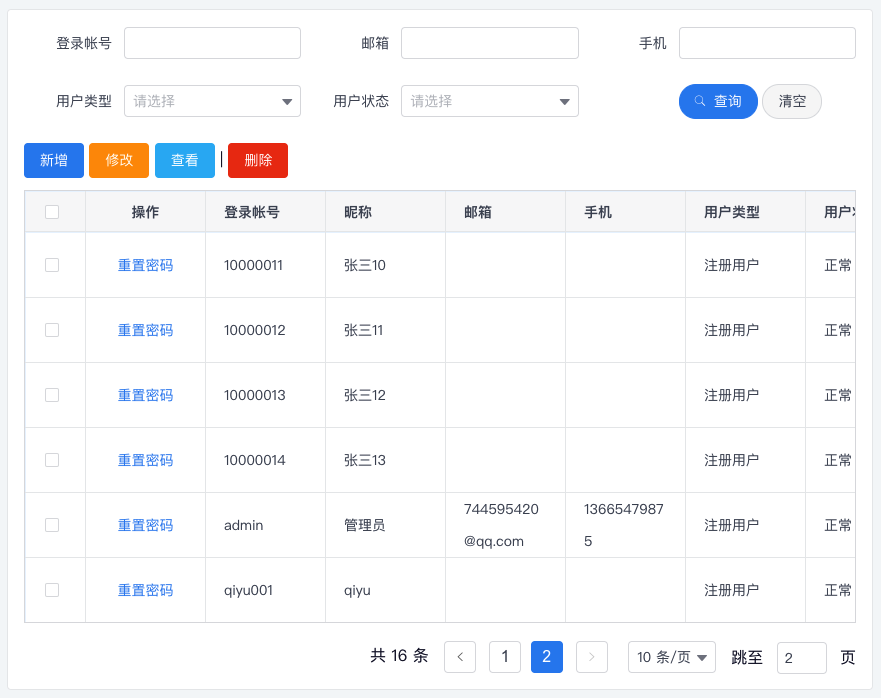 登录帐号 邮箱 手机
用户类型 请选择 用户状态 请选择 查询 清空
新增 修改 查看 | 删除
操作 登录帐号 昵称 邮箱 手机 用户类型 用户
重置密码 10000011 张三10 注册用户 正常
重置密码 10000012 张三11 注册用户 正常
重置密码 10000013 张三12 注册用户 正常
重置密码 10000014 张三13 注册用户 正常
重置密码 admin 管理员 744595420 1366547987 注册用户 正常
@qq.com 5
重置密码 qiyu001 qiyu 注册用户 正常
共 16 条 < 1 2 > 10 条/页 跳至 2 页